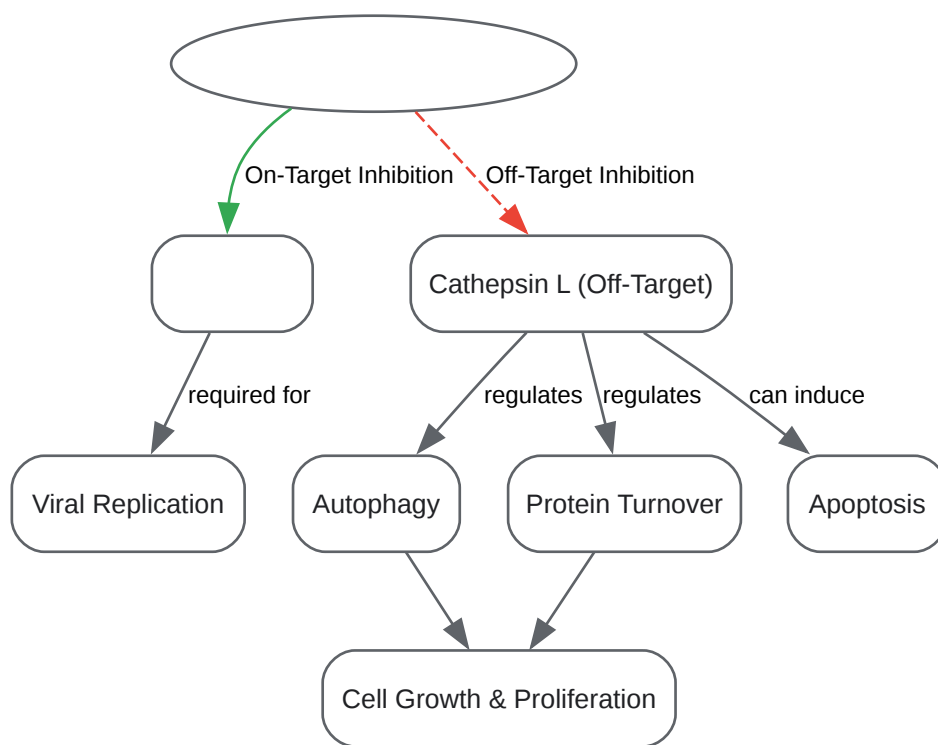 On-Target Inhibition
Off-Target Inhibition
Cathepsin L (Off-Target)
required for
regulates
regulates
can induce
Viral Replication
Autophagy
Protein Turnover
Apoptosis
Cell Growth & Proliferation